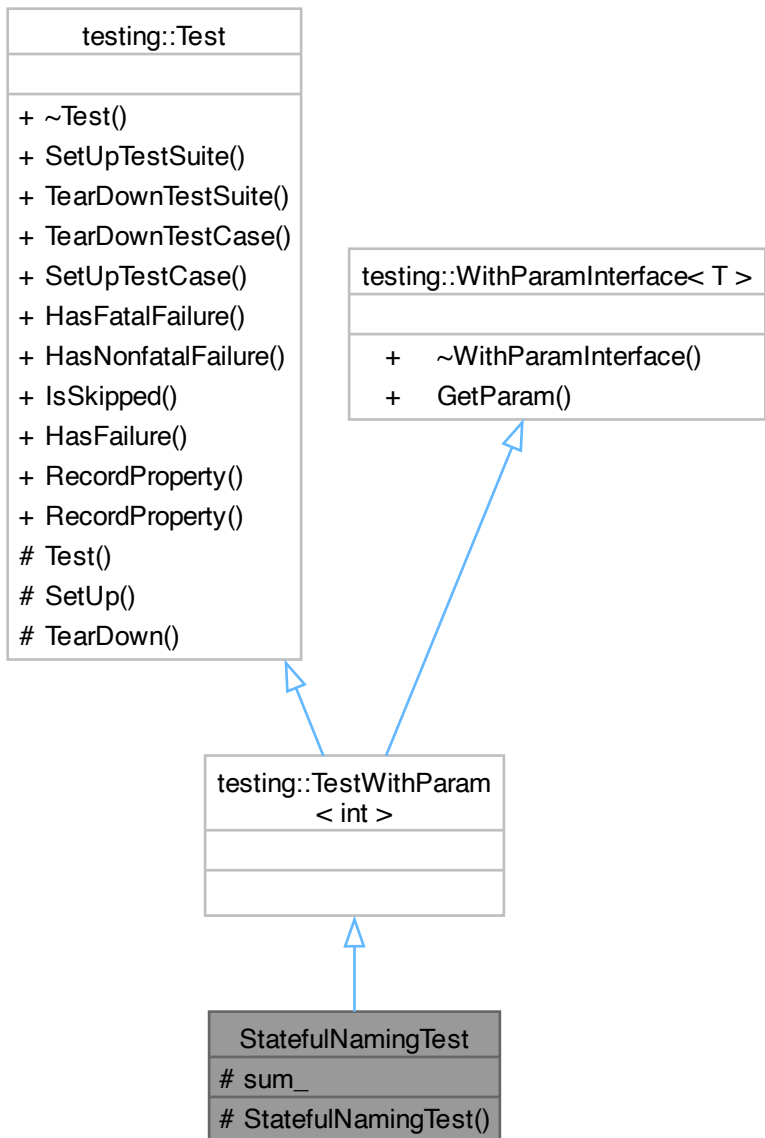 testing::Test
+ ~Test()
+ SetUpTestSuite()
+ TearDownTestSuite()
+ TearDownTestCase()
+ SetUpTestCase()
+ HasFatalFailure()
+ HasNonfatalFailure()
+ IsSkipped()
+ HasFailure()
+ RecordProperty()
+ RecordProperty()
# Test()
# SetUp()
# TearDown()
testing::WithParamInterface< T >
+ ~WithParamInterface()
+ GetParam()
testing::TestWithParam
< int >
StatefulNamingTest
# sum_
# StatefulNamingTest()